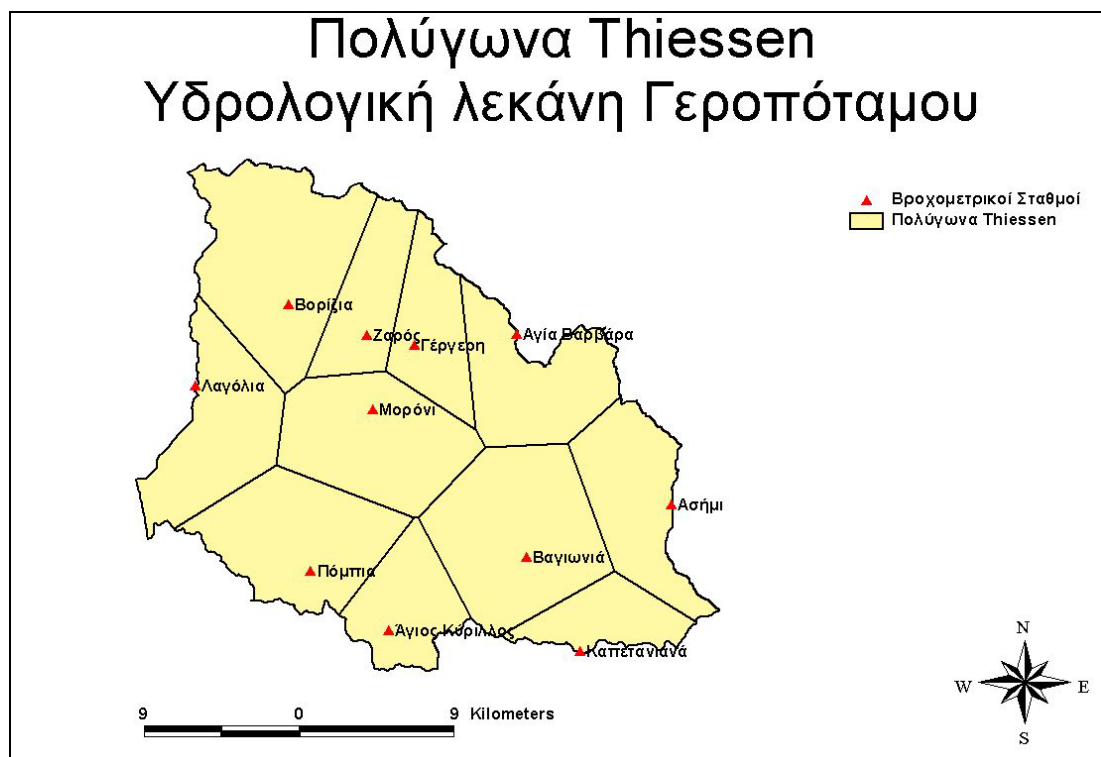 Πολύγωνα Thiessen
Υδρολογική λεκάνη Γεροπόταμου
Βροχομετρικοί Σταθμοί
Πολύγωνα Thiessen
Βορίζια
Ζαρός
Γέργερη
Αγία Βαρβάρα
Λαγόλια
Μορόνι
Ασήμι
Βαγιωνιά
Πόμπια
Άγιος Κύριλλος
Καπετανιανά
N
W E
S
9 0 9 Kilometers